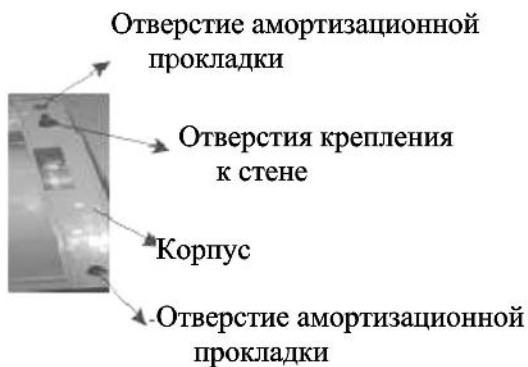 Отверстие амортизационной
прокладки
Отверстия крепления
к стене
Корпус
-Отверстие амортизационной
прокладки